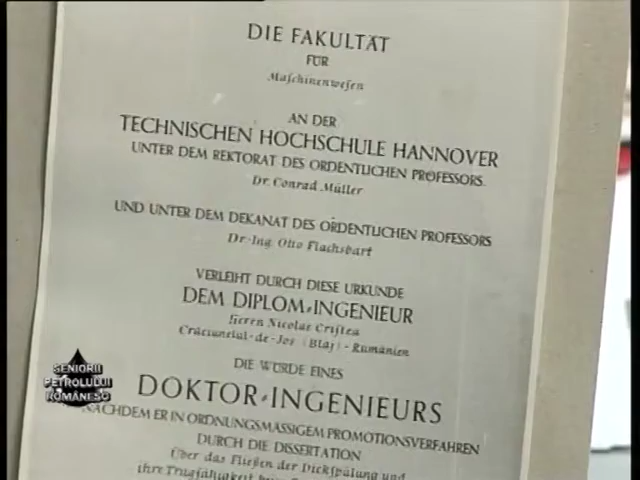 DIE FAKULTÄT
FÜR
Maschinenwesen
AN DER
TECHNISCHEN HOCHSCHULE HANNOVER
UNTER DEM REKTORAT DES ORDENTLICHEN PROFESSORS
Dr. Conrad Müller
UND UNTER DEM DEKANAT DES ORDENTLICHEN PROFESSORS
Dr.-Ing. Otto Flachsbart
VERLEIHT DURCH DIESE URKUNDE
DEM DIPLOM-INGENIEUR
Herrn Nicolae Cristea
Crăciunelul-de-Jos (Blaj)-Rumänien
DIE WÜRDE EINES
DOKTOR-INGENIEURS
NACHDEM ER IN ORDNUNGSMÄSSIGEM PROMOTIONSVERFAHREN
DURCH DIE DISSERTATION
Über das Fließen der Dickspülung und
ihre Tragfähigkeit
SENIORII
PETROLULUI
ROMÂNESC